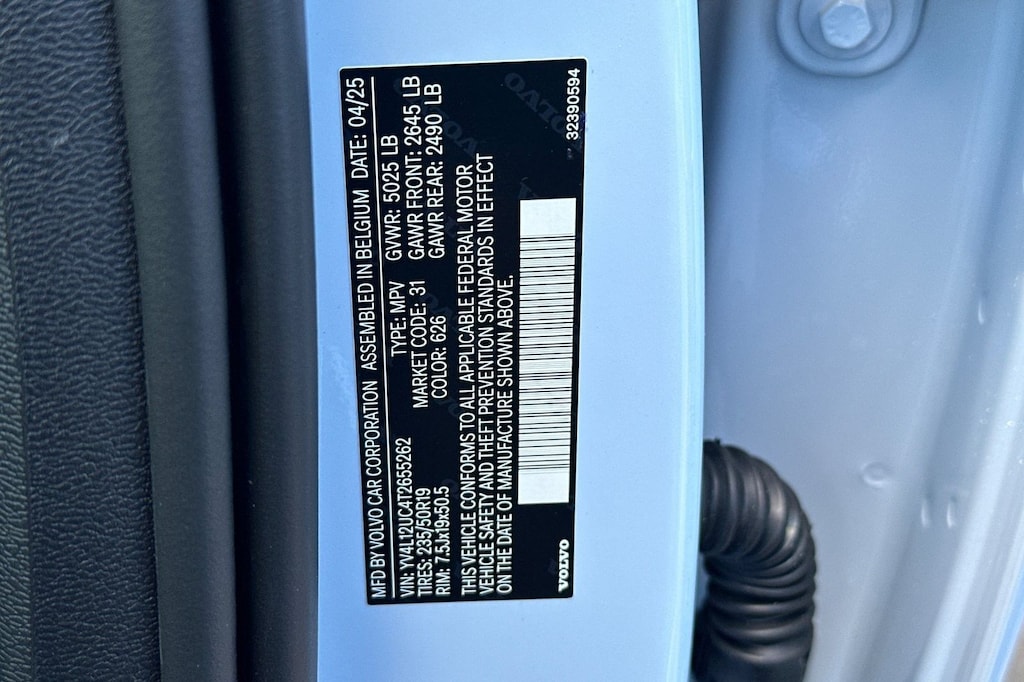 MFD BY VOLVO CAR CORPORATION ASSEMBLED IN BELGIUM DATE: 04/25
VIN: YV4L12UC4T2655262 TYPE: MPV GVWR: 5025 LB
TIRES: 235/50R19 MARKET CODE: 31 GAWR FRONT: 2645 LB
RIM: 7.5Jx19x50.5 COLOR: 626 GAWR REAR: 2490 LB
THIS VEHICLE CONFORMS TO ALL APPLICABLE FEDERAL MOTOR
VEHICLE SAFETY AND THEFT PREVENTION STANDARDS IN EFFECT
ON THE DATE OF MANUFACTURE SHOWN ABOVE.
VOLVO 32390594